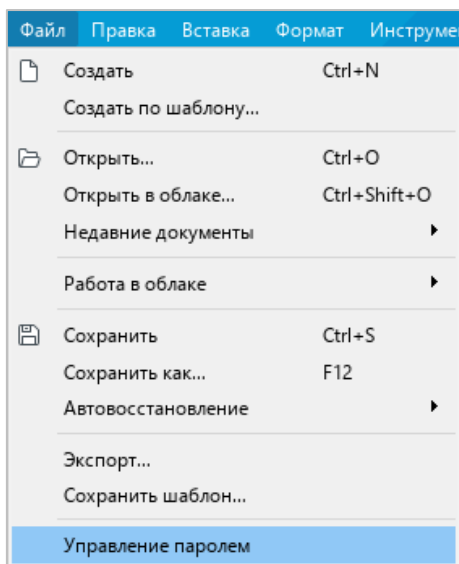 Файл Правка Вставка Формат Инструме
Создать Ctrl+N
Создать по шаблону...
Открыть... Ctrl+O
Открыть в облаке... Ctrl+Shift+O
Недавние документы
Работа в облаке
Сохранить Ctrl+S
Сохранить как... F12
Автовосстановление
Экспорт...
Сохранить шаблон...
Управление паролем